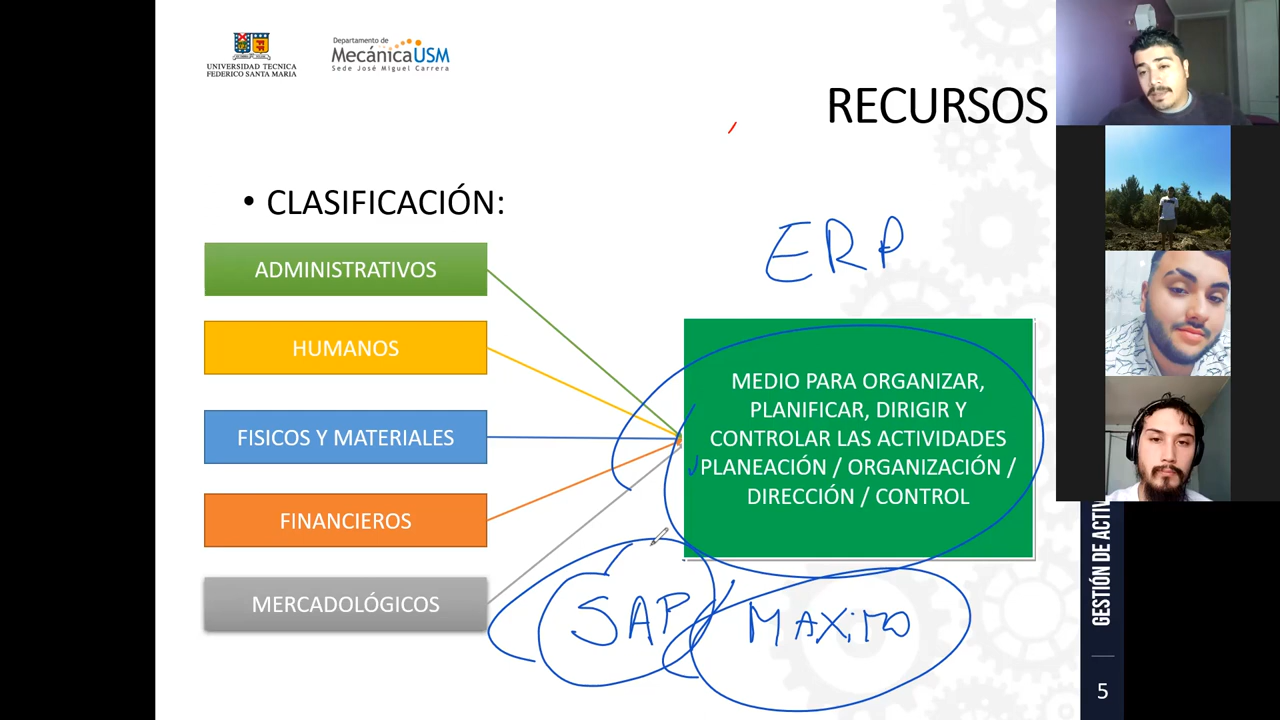 UNIVERSIDAD TECNICA
FEDERICO SANTA MARIA
Departamento de
MecánicaUSM
Sede José Miguel Carrera
RECURSOS
• CLASIFICACIÓN:
ERP
ADMINISTRATIVOS
HUMANOS
FISICOS Y MATERIALES
FINANCIEROS
MERCADOLÓGICOS
MEDIO PARA ORGANIZAR,
PLANIFICAR, DIRIGIR Y
CONTROLAR LAS ACTIVIDADES
PLANEACIÓN / ORGANIZACIÓN /
DIRECCIÓN / CONTROL
SAP / MAXIMO
GESTIÓN DE ACTIV
5